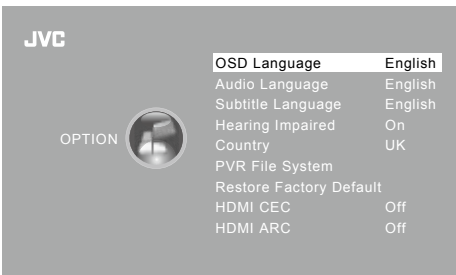 JVC
OPTION
OSD Language English
Audio Language English
Subtitle Language English
Hearing Impaired On
Country UK
PVR File System
Restore Factory Default
HDMI CEC Off
HDMI ARC Off